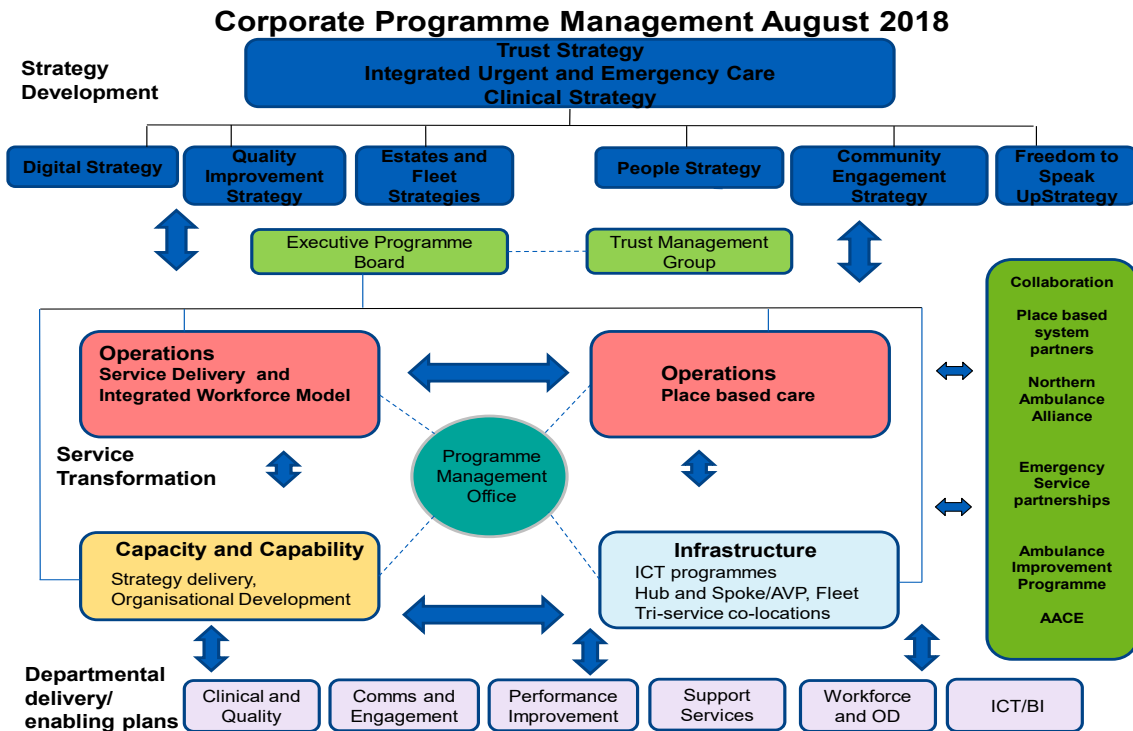 Corporate Programme Management August 2018
Strategy
Development
Trust Strategy
Integrated Urgent and Emergency Care
Clinical Strategy
Digital Strategy
Quality
Improvement
Strategy
Estates and
Fleet
Strategies
People Strategy
Community
Engagement
Strategy
Freedom to
Speak
UpStrategy
Executive Programme
Board
Trust Management
Group
Collaboration
Place based
system
partners
Northern
Ambulance
Alliance
Emergency
Service
partnerships
Ambulance
Improvement
Programme
AACE
Operations
Service Delivery and
Integrated Workforce Model
Operations
Place based care
Service
Transformation
Programme
Management
Office
Capacity and Capability
Strategy delivery,
Organisational Development
Infrastructure
ICT programmes
Hub and Spoke/AVP, Fleet
Tri-service co-locations
Departmental
delivery/
enabling plans
Clinical and
Quality
Comms and
Engagement
Performance
Improvement
Support
Services
Workforce
and OD
ICT/BI